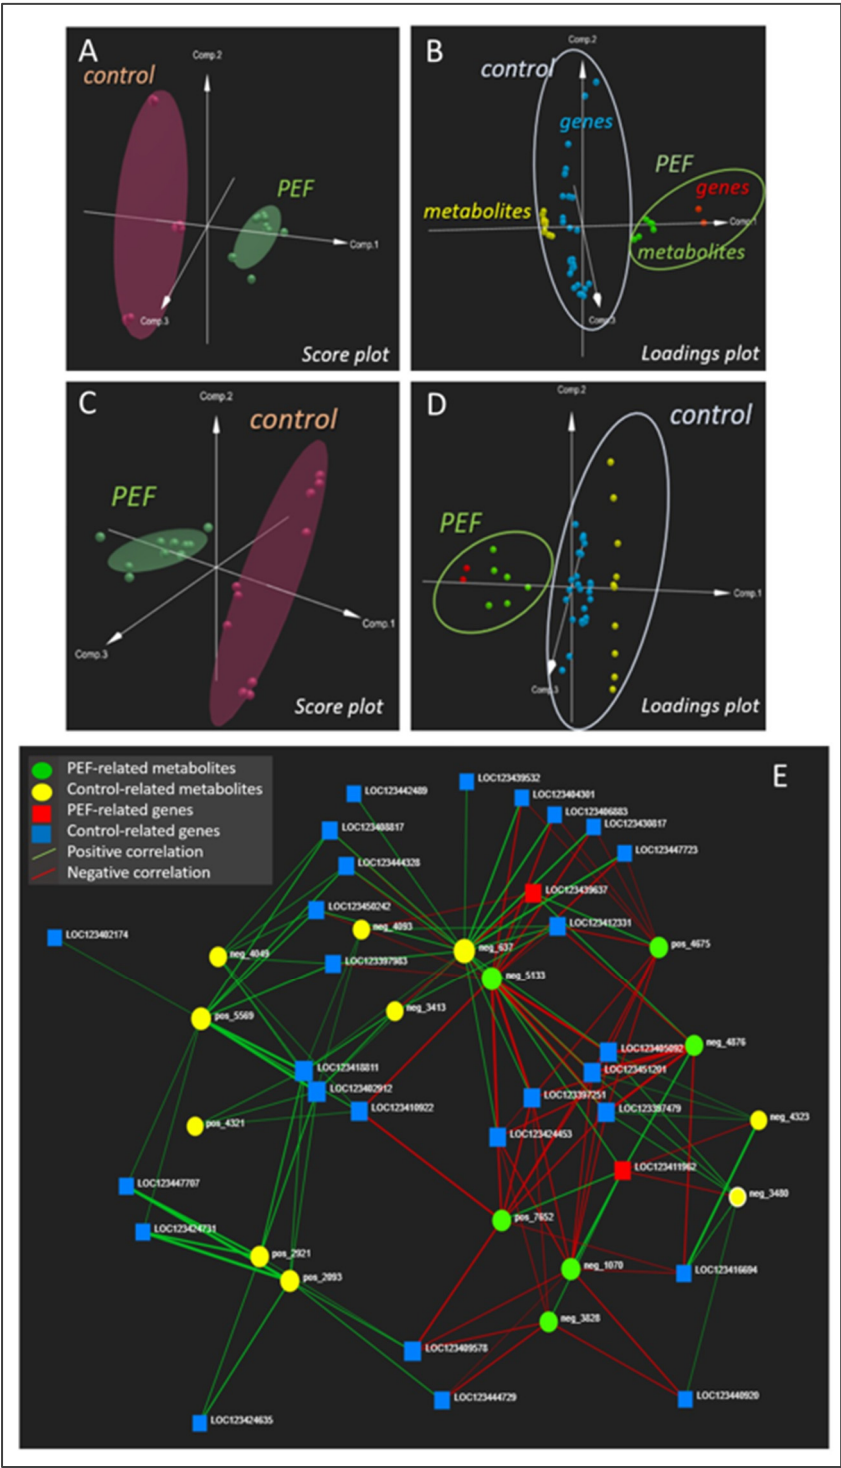 A
Comp.2
control
PEF
Comp.1
Comp.3
Score plot
B
Comp.2
control
genes
PEF
genes
metabolites
Comp.1
metabolites
Comp.3
Loadings plot
C
Comp.2
control
PEF
Comp.1
Comp.3
Score plot
D
Comp.2
control
PEF
Comp.1
Comp.3
Loadings plot
E
PEF-related metabolites
Control-related metabolites
PEF-related genes
Control-related genes
Positive correlation
Negative correlation
LOC123439532
LOC123442489
LOC123404301
LOC123406883
LOC123408817
LOC123430817
LOC123444328
LOC123447723
LOC123439637
LOC123450242
LOC123412331
neg_4093
LOC123402174
neg_637
pos_4675
neg_4049
LOC123397983
neg_5133
neg_3413
pos_5569
neg_4876
LOC123405092
LOC123418811
LOC123451201
LOC123402912
LOC123397251
LOC123410922
LOC123397479
neg_4323
pos_4321
LOC123424453
LOC123411962
LOC123447707
neg_3480
pos_7652
LOC123424731
pos_2921
neg_1070
LOC123416694
pos_2093
neg_3828
LOC123409578
LOC123444729
LOC123440920
LOC123424635